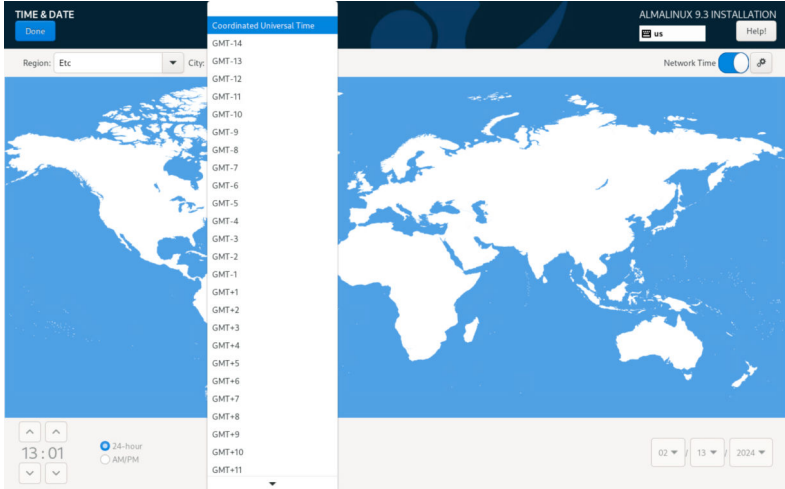 TIME & DATE
ALMALINUX 9.3 INSTALLATION
Done
us
Help!
Region: Etc
City:
Network Time
Coordinated Universal Time
GMT-14
GMT-13
GMT-12
GMT-11
GMT-10
GMT-9
GMT-8
GMT-7
GMT-6
GMT-5
GMT-4
GMT-3
GMT-2
GMT-1
GMT+1
GMT+2
GMT+3
GMT+4
GMT+5
GMT+6
GMT+7
GMT+8
GMT+9
GMT+10
GMT+11
13:01
24-hour
AM/PM
02 / 13 / 2024